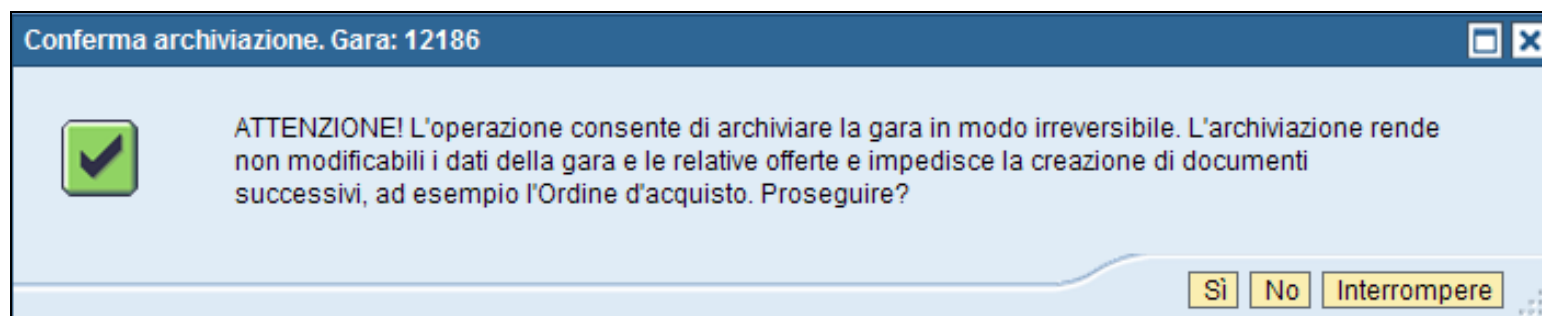 Conferma archiviazione. Gara: 12186
ATTENZIONE! L'operazione consente di archiviare la gara in modo irreversibile. L'archiviazione rende
non modificabili i dati della gara e le relative offerte e impedisce la creazione di documenti
successivi, ad esempio l'Ordine d'acquisto. Proseguire?
Sì No Interrompere